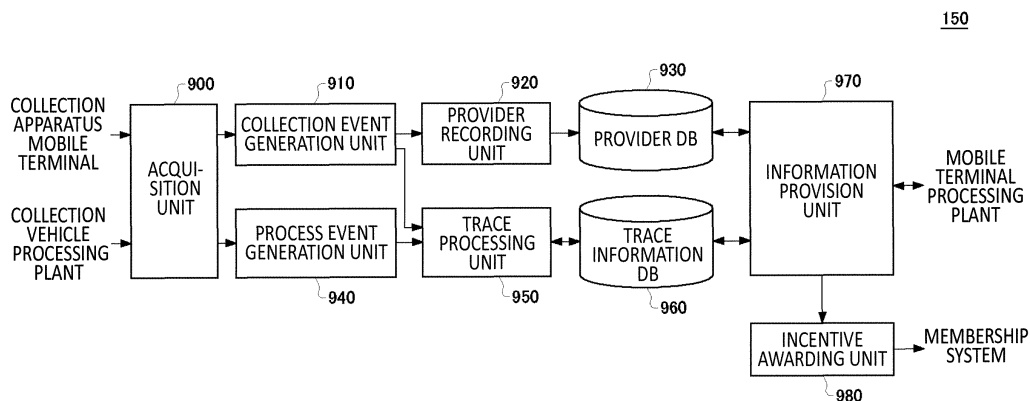 150
900
COLLECTION
APPARATUS
MOBILE
TERMINAL
COLLECTION
VEHICLE
PROCESSING
PLANT
ACQUI-
SITION
UNIT
910
COLLECTION EVENT
GENERATION UNIT
920
PROVIDER
RECORDING
UNIT
930
PROVIDER DB
970
INFORMATION
PROVISION
UNIT
MOBILE
TERMINAL
PROCESSING
PLANT
PROCESS EVENT
GENERATION UNIT
940
TRACE
PROCESSING
UNIT
950
TRACE
INFORMATION
DB
960
INCENTIVE
AWARDING UNIT
980
MEMBERSHIP
SYSTEM